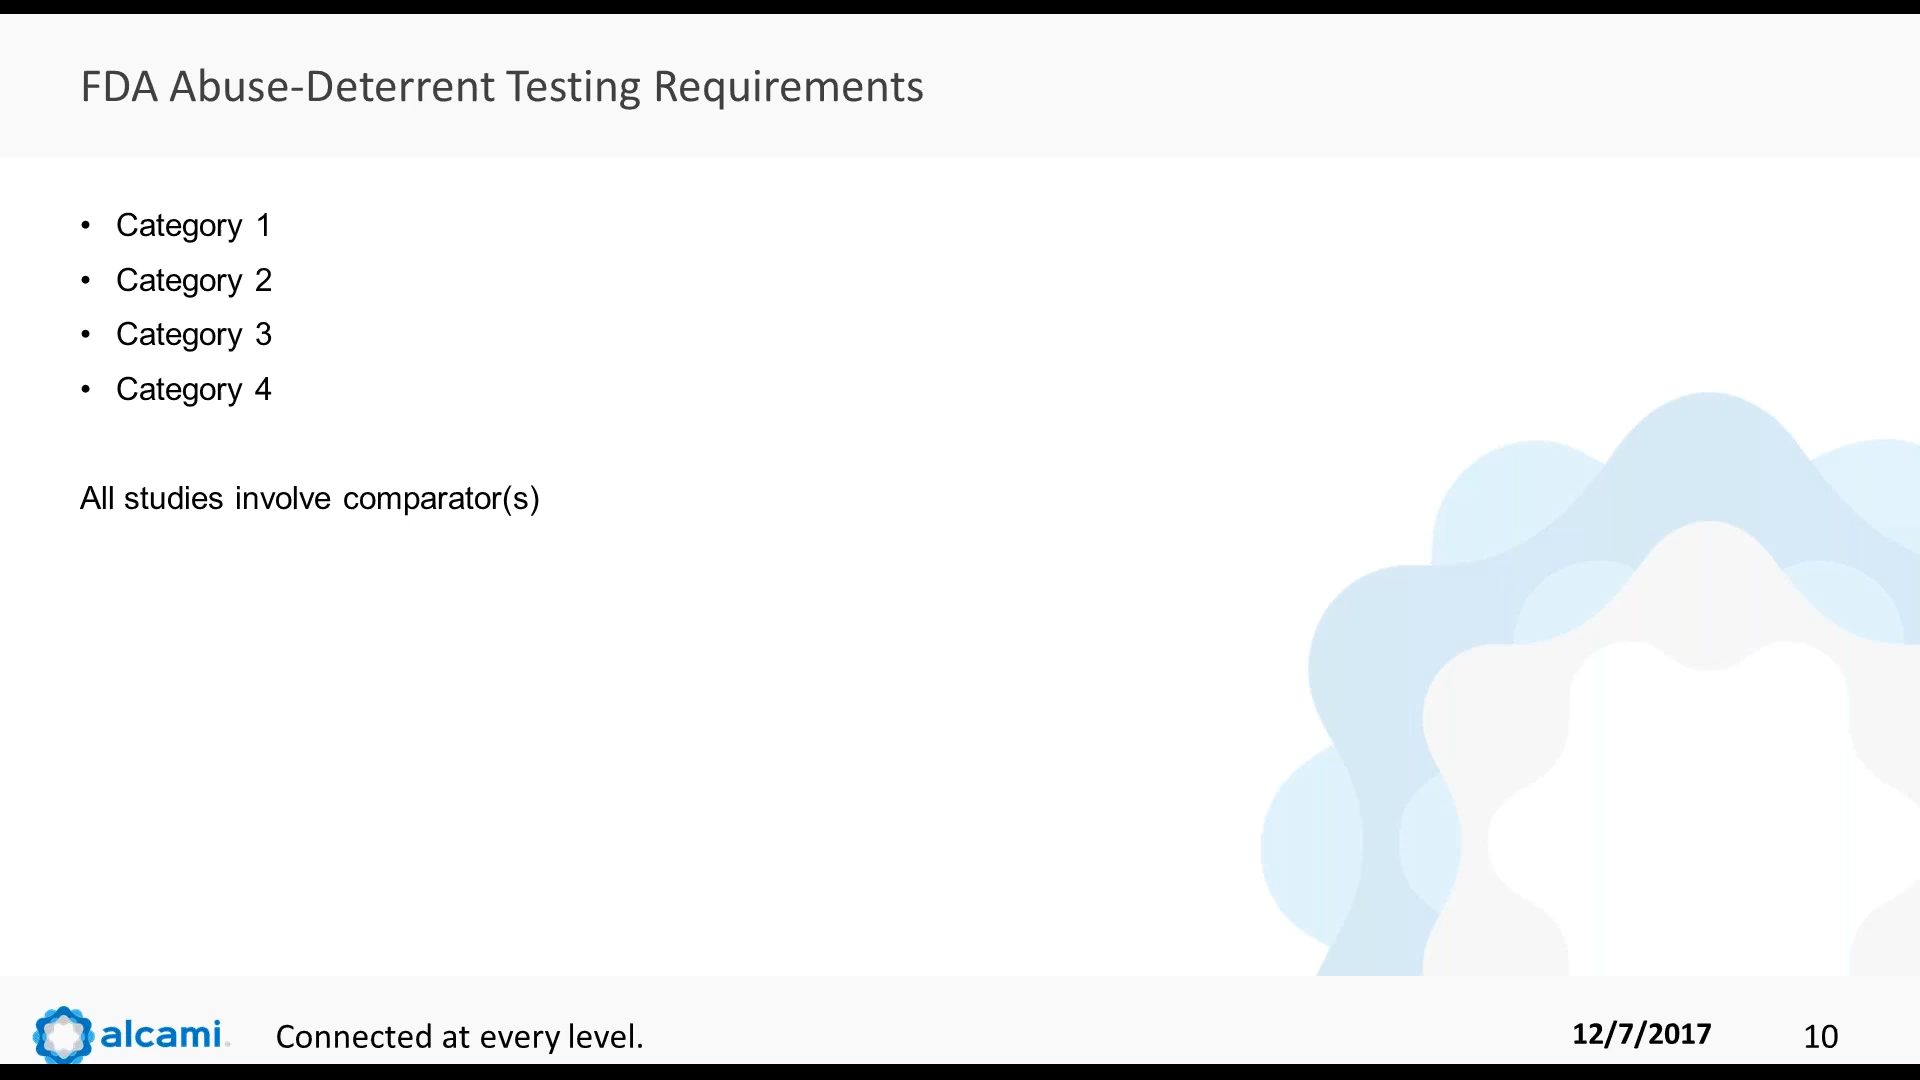 FDA Abuse-Deterrent Testing Requirements
• Category 1
• Category 2
• Category 3
• Category 4
All studies involve comparator(s)
alcami
Connected at every level.
12/7/2017
10